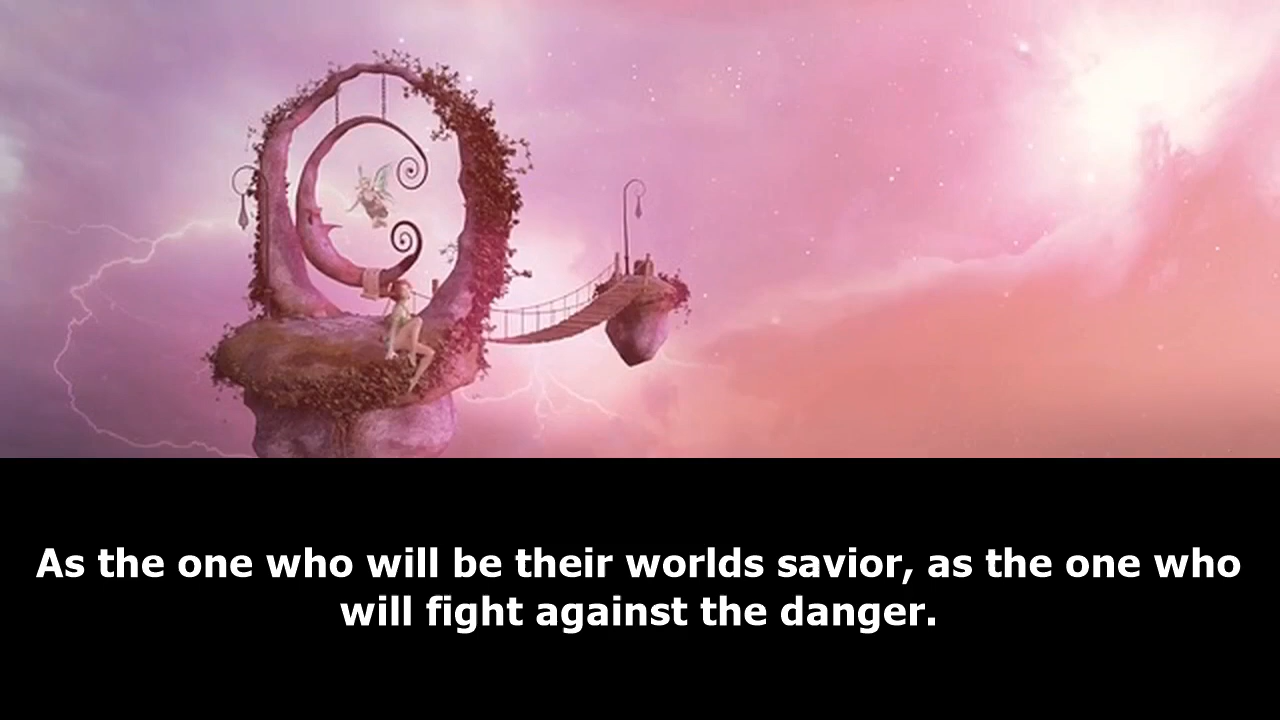 As the one who will be their worlds savior, as the one who
will fight against the danger.